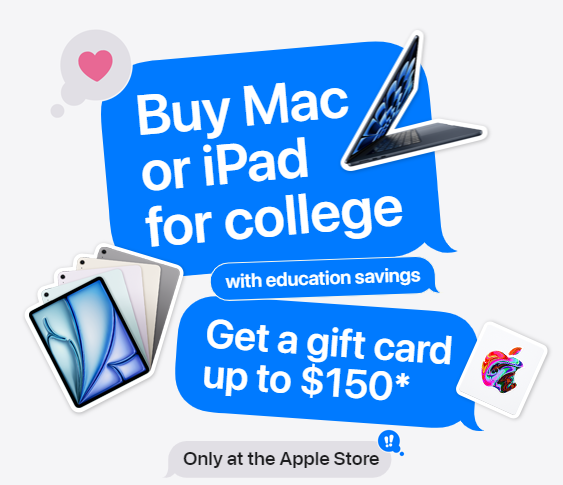 Buy Mac
or iPad
for college
with education savings
Get a gift card
up to $150*
!!
Only at the Apple Store